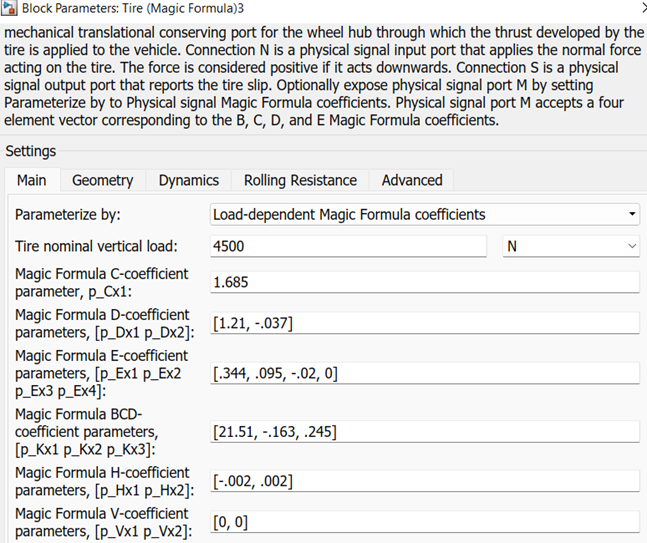 Block Parameters: Tire (Magic Formula)3
mechanical translational conserving port for the wheel hub through which the thrust developed by the
tire is applied to the vehicle. Connection N is a physical signal input port that applies the normal force
acting on the tire. The force is considered positive if it acts downwards. Connection S is a physical
signal output port that reports the tire slip. Optionally expose physical signal port M by setting
Parameterize by to Physical signal Magic Formula coefficients. Physical signal port M accepts a four
element vector corresponding to the B, C, D, and E Magic Formula coefficients.
Settings
Main Geometry Dynamics Rolling Resistance Advanced
Parameterize by: Load-dependent Magic Formula coefficients
Tire nominal vertical load: 4500 N
Magic Formula C-coefficient
parameter, p_Cx1: 1.685
Magic Formula D-coefficient
parameters, [p_Dx1 p_Dx2]: [1.21, -.037]
Magic Formula E-coefficient
parameters, [p_Ex1 p_Ex2
p_Ex3 p_Ex4]: [.344, .095, -.02, 0]
Magic Formula BCD-
coefficient parameters,
[p_Kx1 p_Kx2 p_Kx3]: [21.51, -.163, .245]
Magic Formula H-coefficient
parameters, [p_Hx1 p_Hx2]: [-.002, .002]
Magic Formula V-coefficient
parameters, [p_Vx1 p_Vx2]: [0, 0]